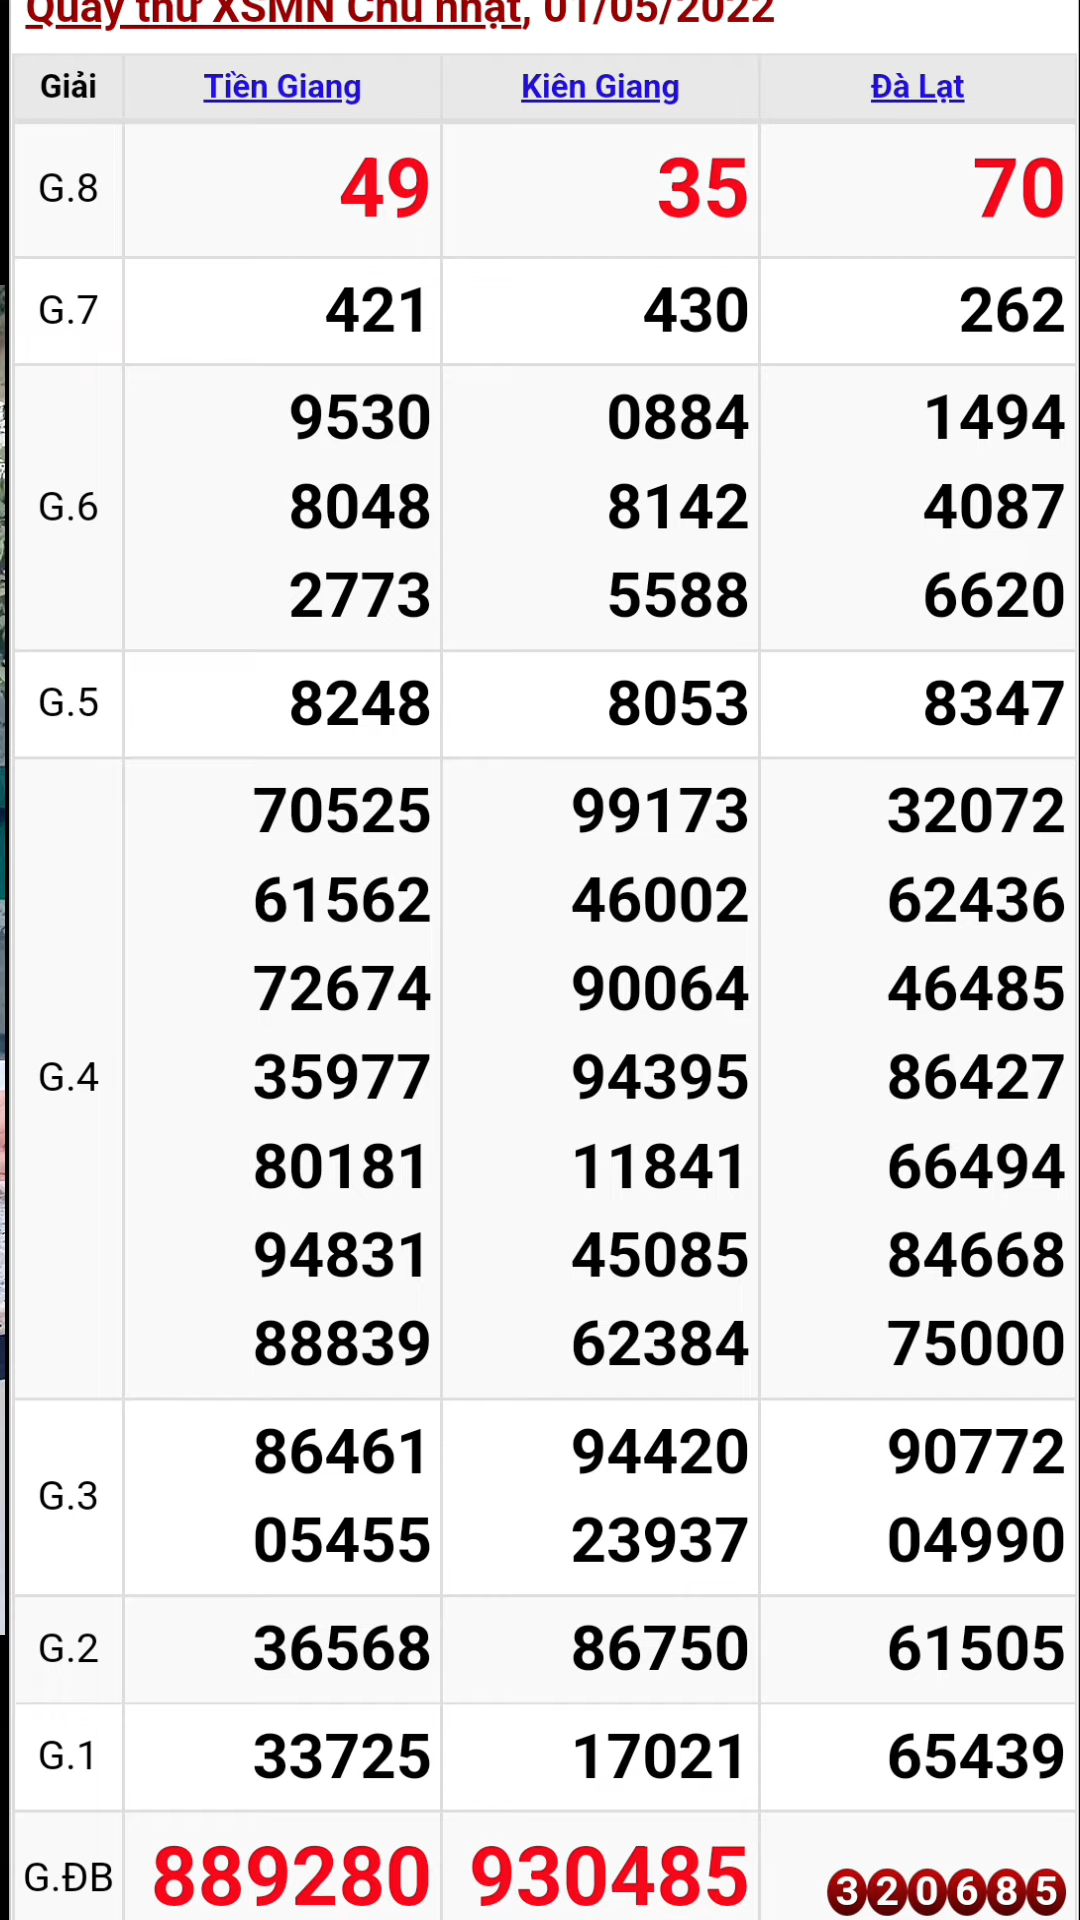 Quay thử XSMN Chủ nhật, 01/05/2022
Giải Tiền Giang Kiên Giang Đà Lạt
G.8 49 35 70
G.7 421 430 262
9530 0884 1494
G.6 8048 8142 4087
2773 5588 6620
G.5 8248 8053 8347
70525 99173 32072
61562 46002 62436
72674 90064 46485
G.4 35977 94395 86427
80181 11841 66494
94831 45085 84668
88839 62384 75000
G.3 86461 94420 90772
05455 23937 04990
G.2 36568 86750 61505
G.1 33725 17021 65439
G.ĐB 889280 930485 320685